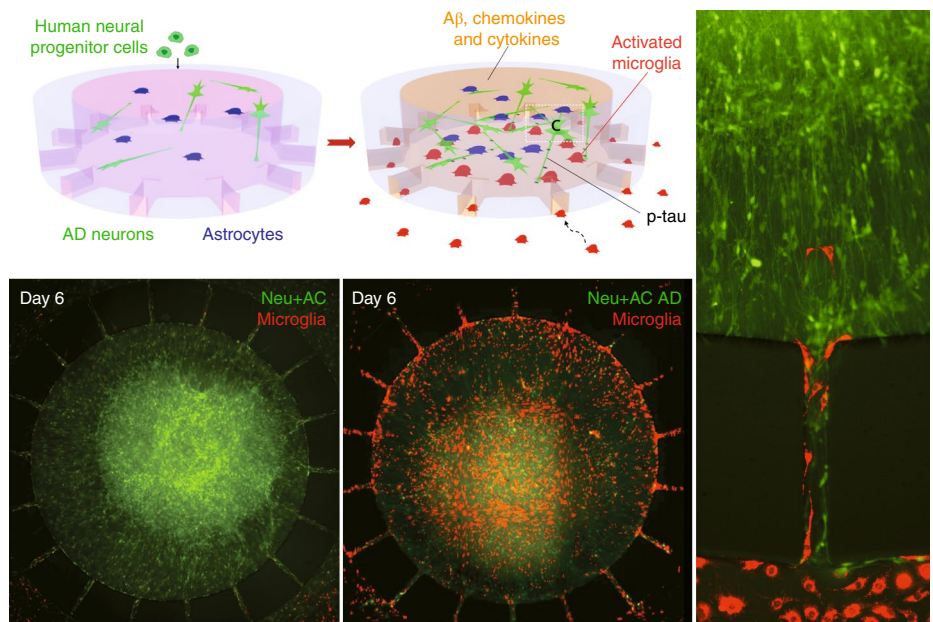 Human neural
progenitor cells
AD neurons
Astrocytes
Aβ, chemokines
and cytokines
Activated
microglia
C
p-tau
Day 6
Neu+AC
Microglia
Day 6
Neu+AC AD
Microglia